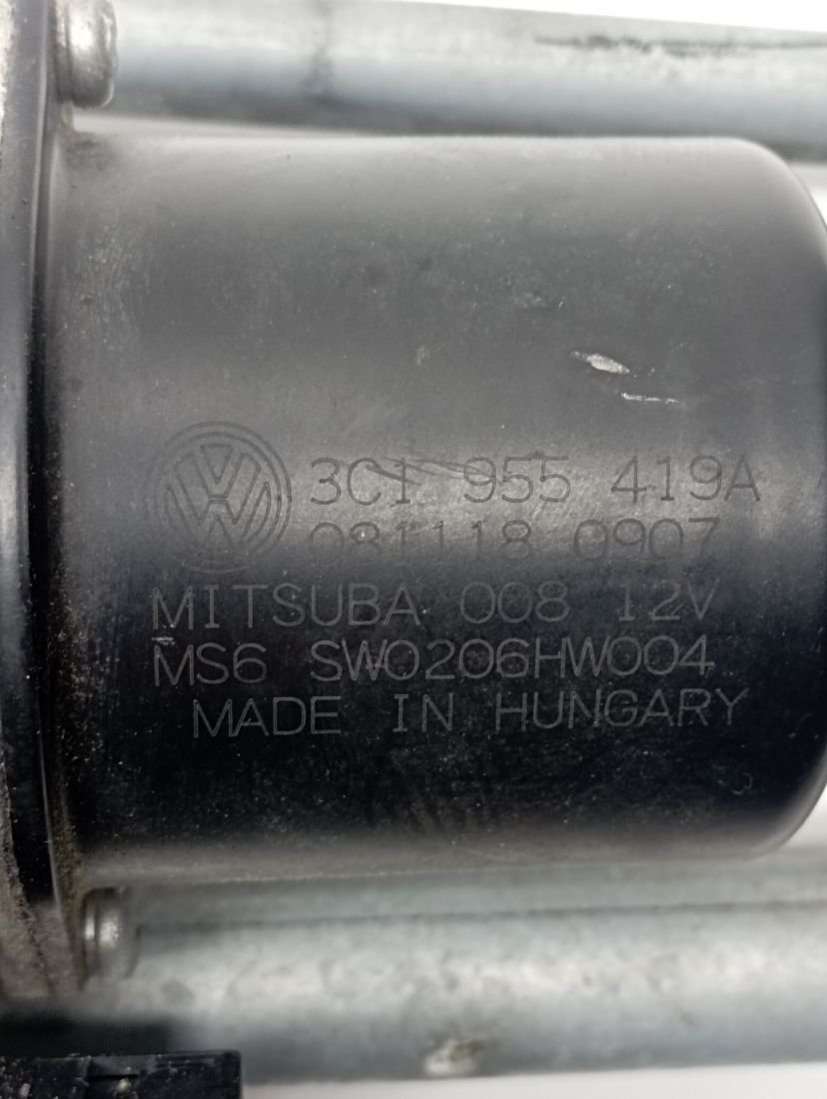 3C1 955 419A
081118 0907
MITSUBA 008 12V
MS6 SW0206HW004
MADE IN HUNGARY